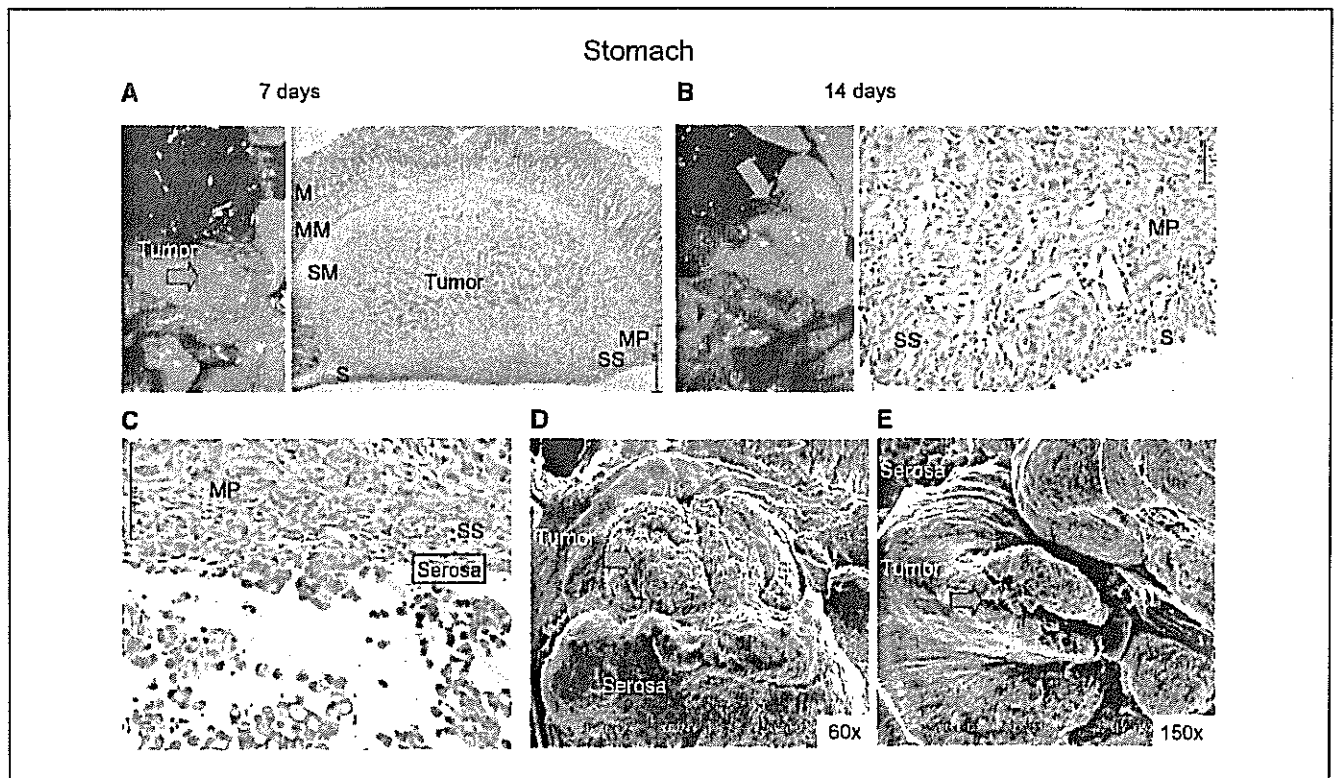 Stomach
A 7 days
B 14 days
Tumor
M
MM
SM
Tumor
MP
SS
S
MP
SS
S
C
MP
SS
Serosa
D
Tumor
Serosa
60x
E
Serosa
Tumor
150x